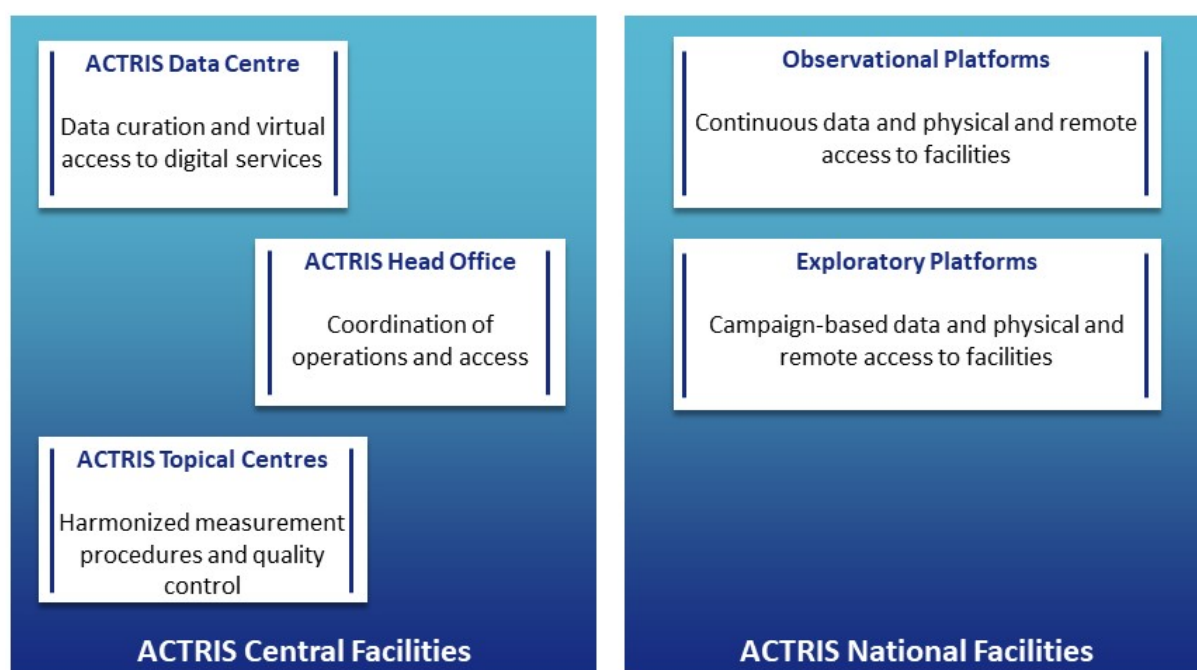 ACTRIS Data Centre
Data curation and virtual
access to digital services
ACTRIS Head Office
Coordination of
operations and access
ACTRIS Topical Centres
Harmonized measurement
procedures and quality
control
ACTRIS Central Facilities
Observational Platforms
Continuous data and physical and remote
access to facilities
Exploratory Platforms
Campaign-based data and physical and
remote access to facilities
ACTRIS National Facilities